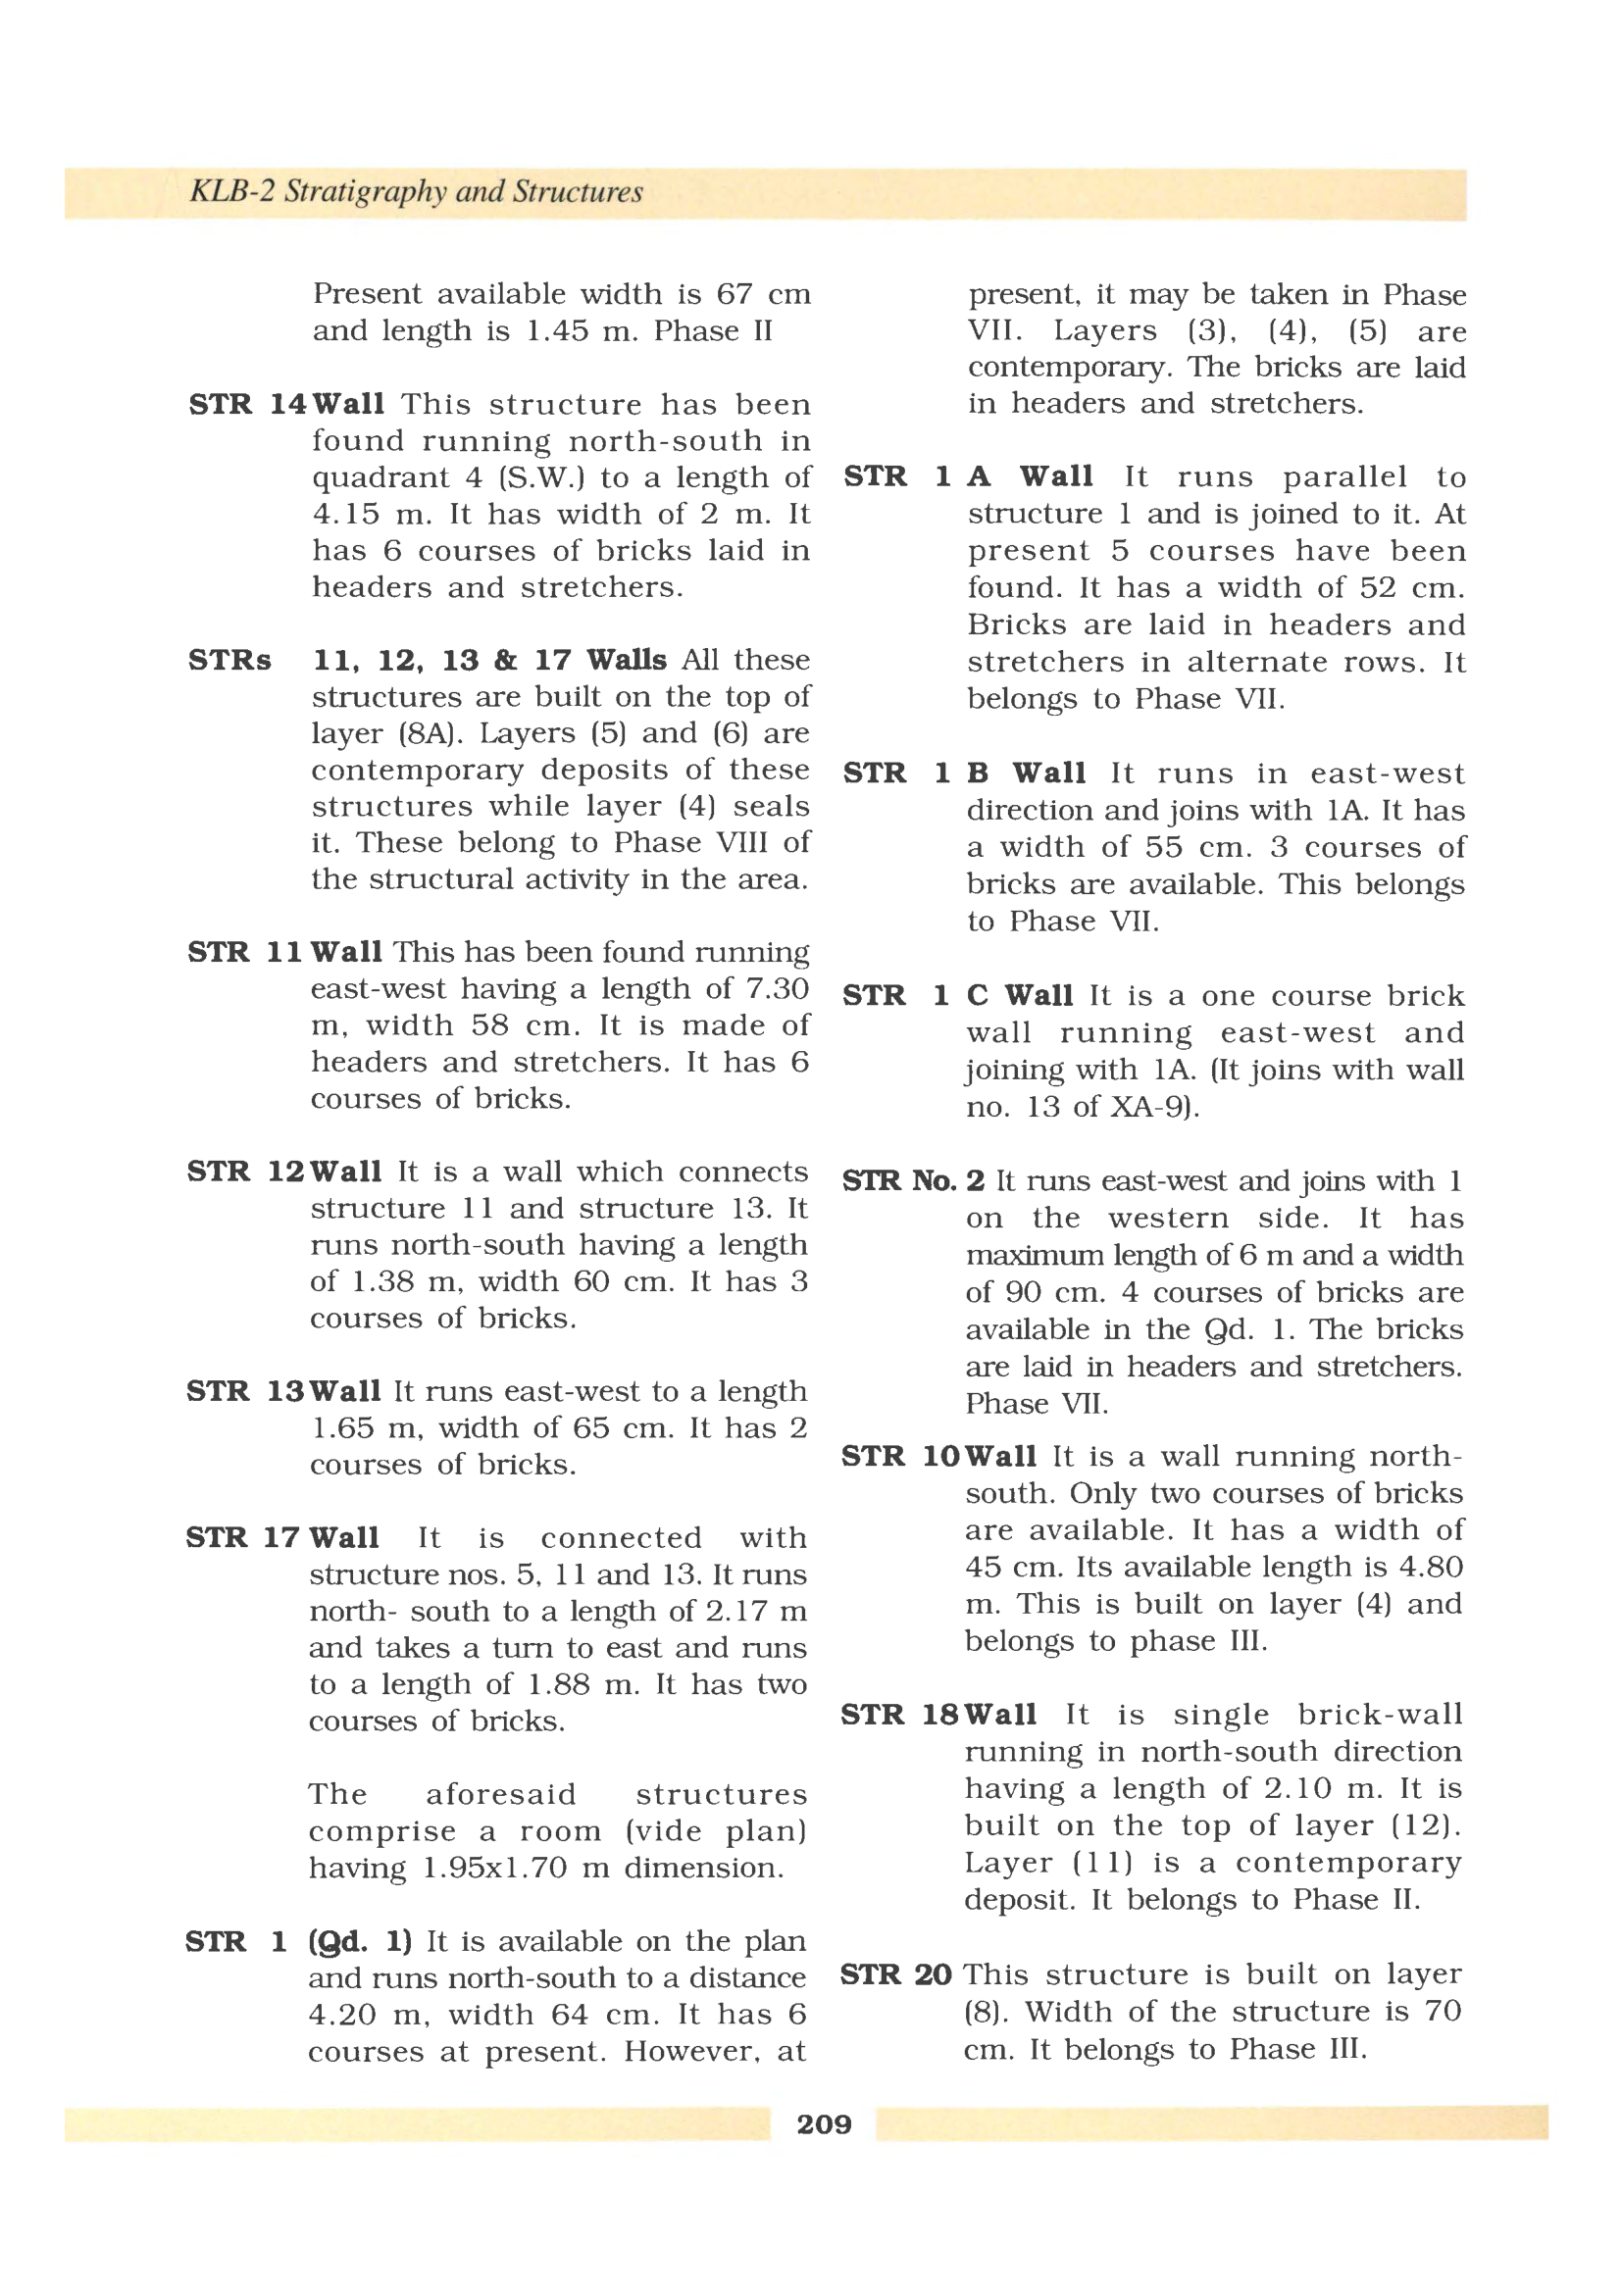 KLB-2 Stratigraphy and Structures
Present available width is 67 cm
and length is 1.45 m. Phase II
STR 14 Wall This structure has been
found running north-south in
quadrant 4 (S.W.) to a length of
4.15 m. It has width of 2 m. It
has 6 courses of bricks laid in
headers and stretchers.
STRs 11, 12, 13 & 17 Walls All these
structures are built on the top of
layer (8A). Layers (5) and (6) are
contemporary deposits of these
structures while layer (4) seals
it. These belong to Phase VIII of
the structural activity in the area.
STR 11 Wall This has been found running
east-west having a length of 7.30
m, width 58 cm. It is made of
headers and stretchers. It has 6
courses of bricks.
STR 12 Wall It is a wall which connects
structure 11 and structure 13. It
runs north-south having a length
of 1.38 m, width 60 cm. It has 3
courses of bricks.
STR 13 Wall It runs east-west to a length
1.65 m, width of 65 cm. It has 2
courses of bricks.
STR 17 Wall It is connected with
structure nos. 5, 11 and 13. It runs
north- south to a length of 2.17 m
and takes a turn to east and runs
to a length of 1.88 m. It has two
courses of bricks.
The aforesaid structures
comprise a room (vide plan)
having 1.95x1.70 m dimension.
STR 1 (Qd. 1) It is available on the plan
and runs north-south to a distance
4.20 m, width 64 cm. It has 6
courses at present. However, at
present, it may be taken in Phase
VII. Layers (3), (4), (5) are
contemporary. The bricks are laid
in headers and stretchers.
STR 1 A Wall It runs parallel to
structure 1 and is joined to it. At
present 5 courses have been
found. It has a width of 52 cm.
Bricks are laid in headers and
stretchers in alternate rows. It
belongs to Phase VII.
STR 1 B Wall It runs in east-west
direction and joins with 1A. It has
a width of 55 cm. 3 courses of
bricks are available. This belongs
to Phase VII.
STR 1 C Wall It is a one course brick
wall running east-west and
joining with 1A. (It joins with wall
no. 13 of XA-9).
STR No. 2 It runs east-west and joins with 1
on the western side. It has
maximum length of 6 m and a width
of 90 cm. 4 courses of bricks are
available in the Qd. 1. The bricks
are laid in headers and stretchers.
Phase VII.
STR 10 Wall It is a wall running north-
south. Only two courses of bricks
are available. It has a width of
45 cm. Its available length is 4.80
m. This is built on layer (4) and
belongs to phase III.
STR 18 Wall It is single brick-wall
running in north-south direction
having a length of 2.10 m. It is
built on the top of layer (12).
Layer (11) is a contemporary
deposit. It belongs to Phase II.
STR 20 This structure is built on layer
(8). Width of the structure is 70
cm. It belongs to Phase III.
209